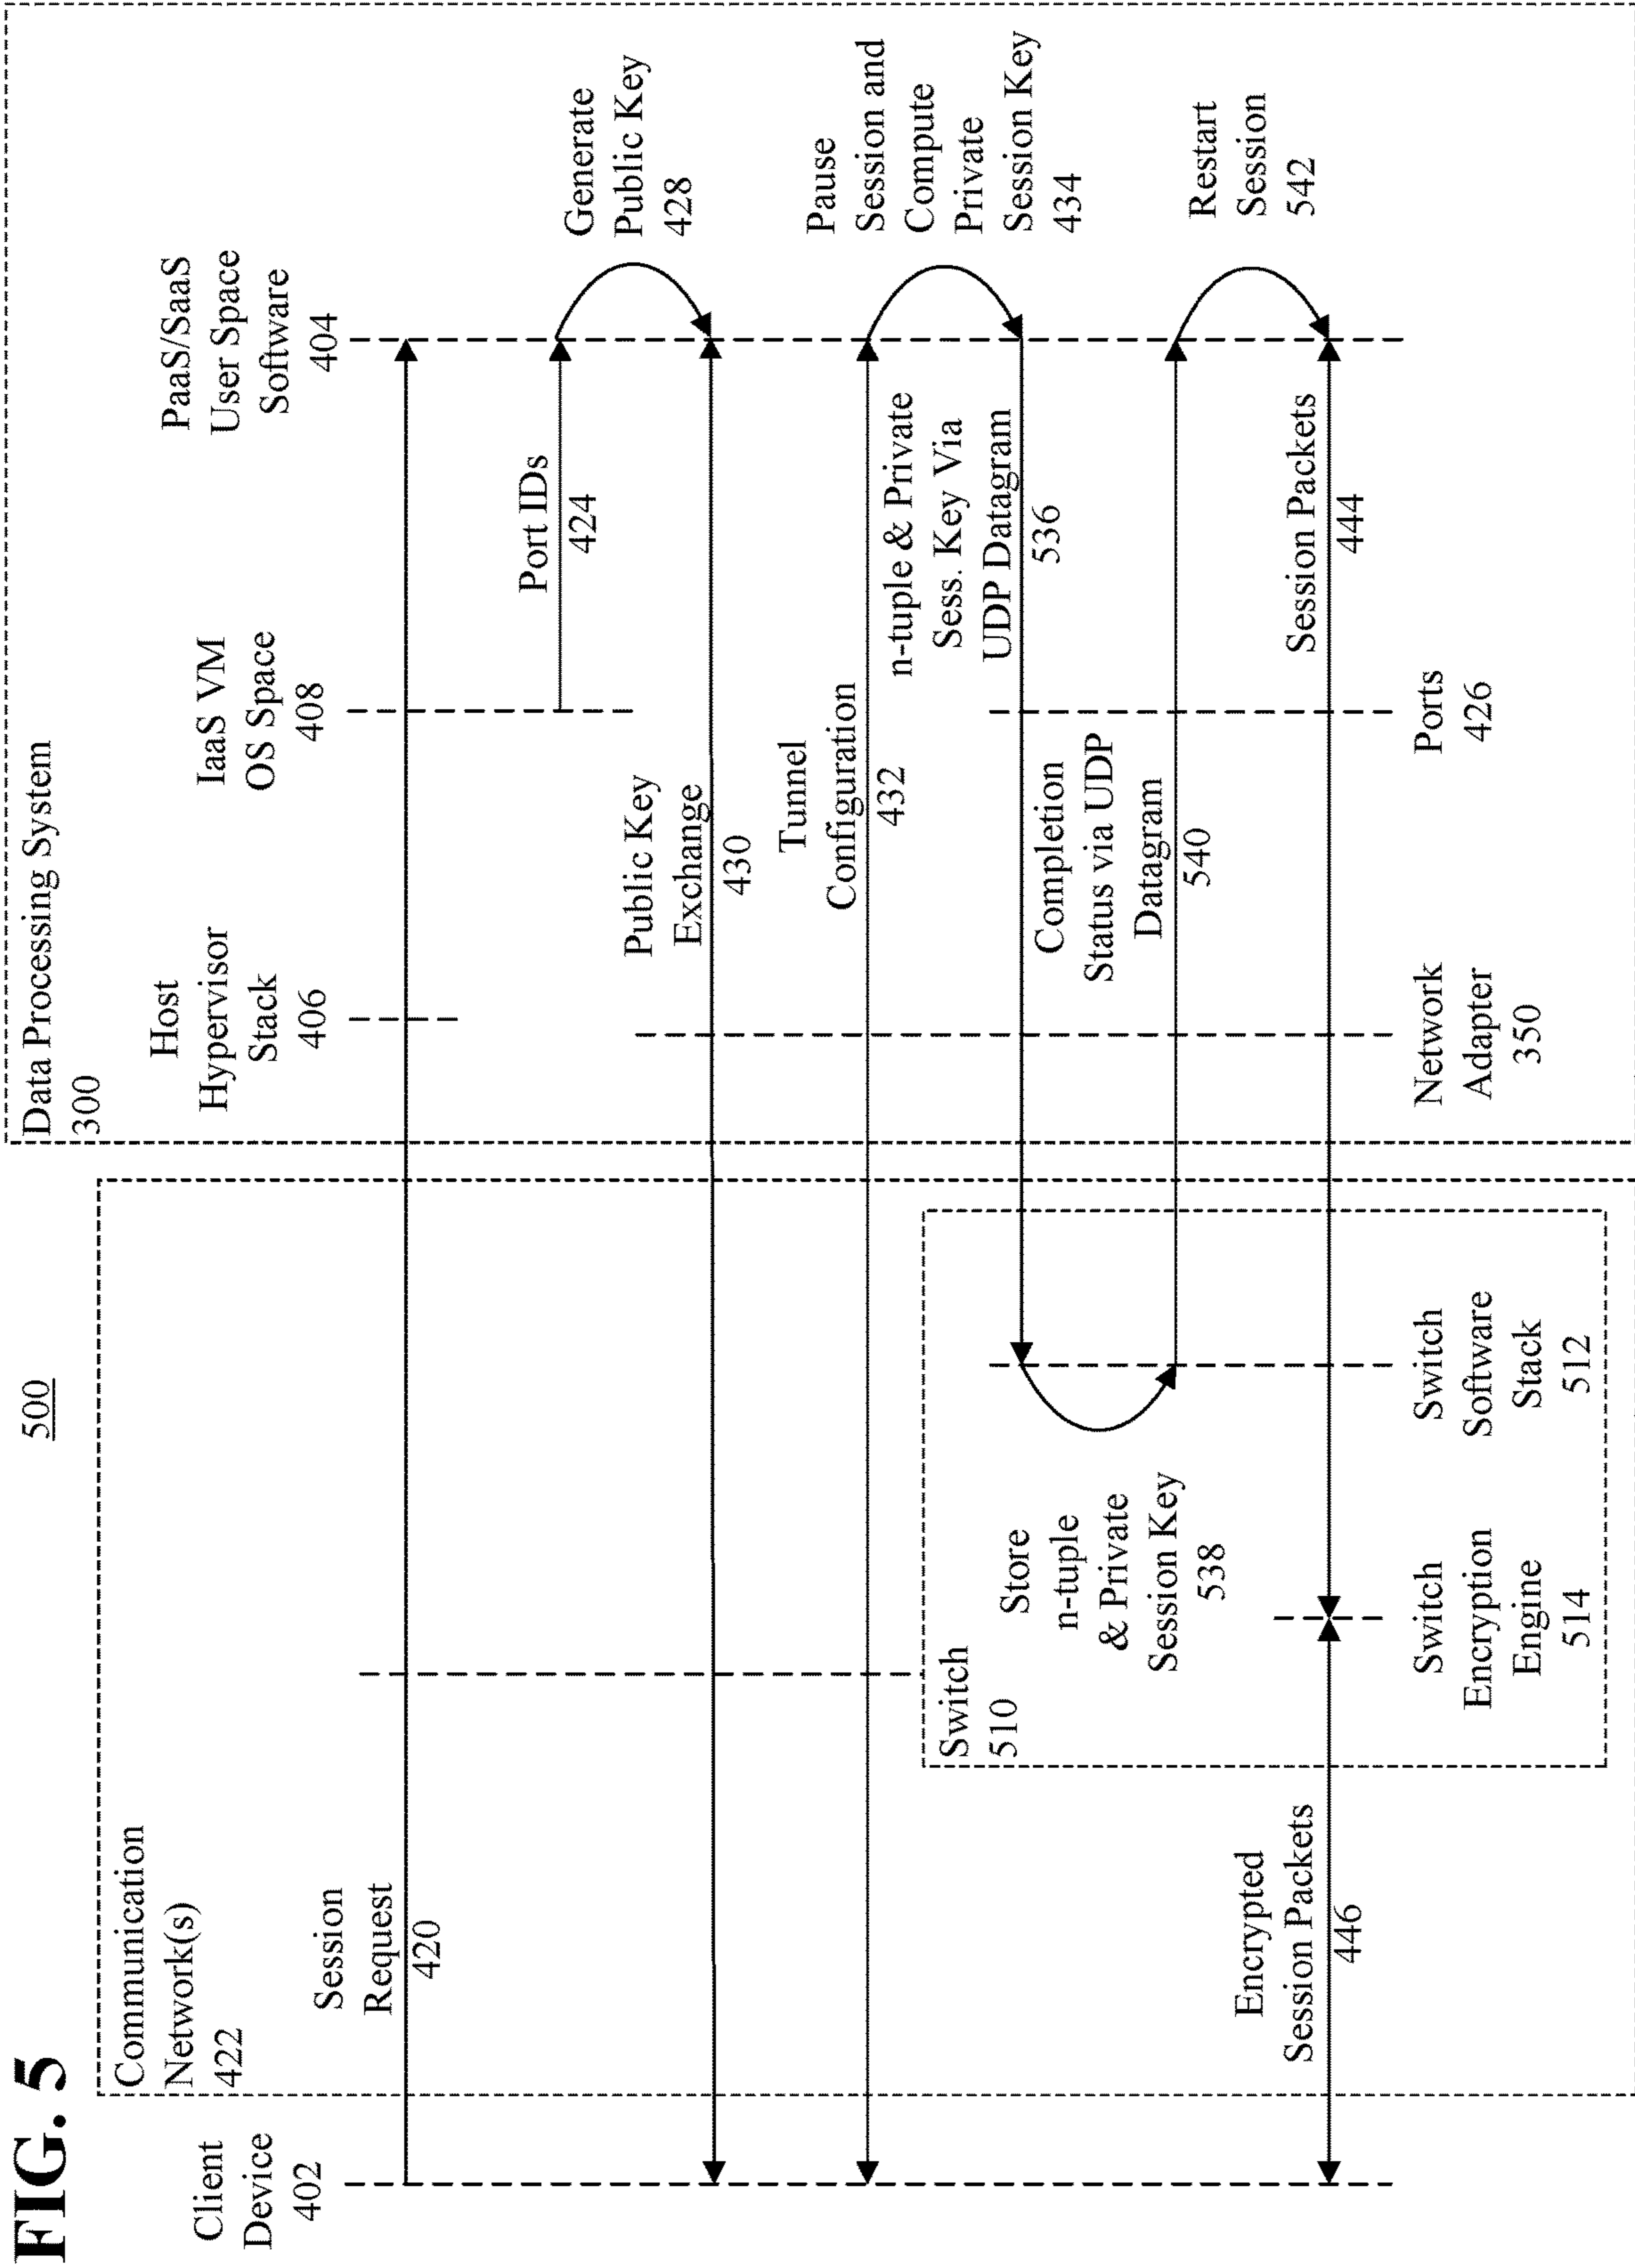 FIG. 5
500
Client
Device
402
Communication
Network(s)
422
Data Processing System
300
Host
Hypervisor
Stack
406
IaaS VM
OS Space
408
PaaS/SaaS
User Space
Software
404
Session
Request
420
Port IDs
424
Generate
Public Key
428
Public Key
Exchange
430
Tunnel
Configuration
432
Pause
Session and
Compute
Private
Session Key
434
n-tuple & Private
Sess. Key Via
UDP Datagram
536
Switch
510
Store
n-tuple
& Private
Session Key
538
Completion
Status via UDP
Datagram
540
Restart
Session
542
Encrypted
Session Packets
446
Session Packets
444
Switch
Encryption
Engine
514
Switch
Software
Stack
512
Network
Adapter
350
Ports
426